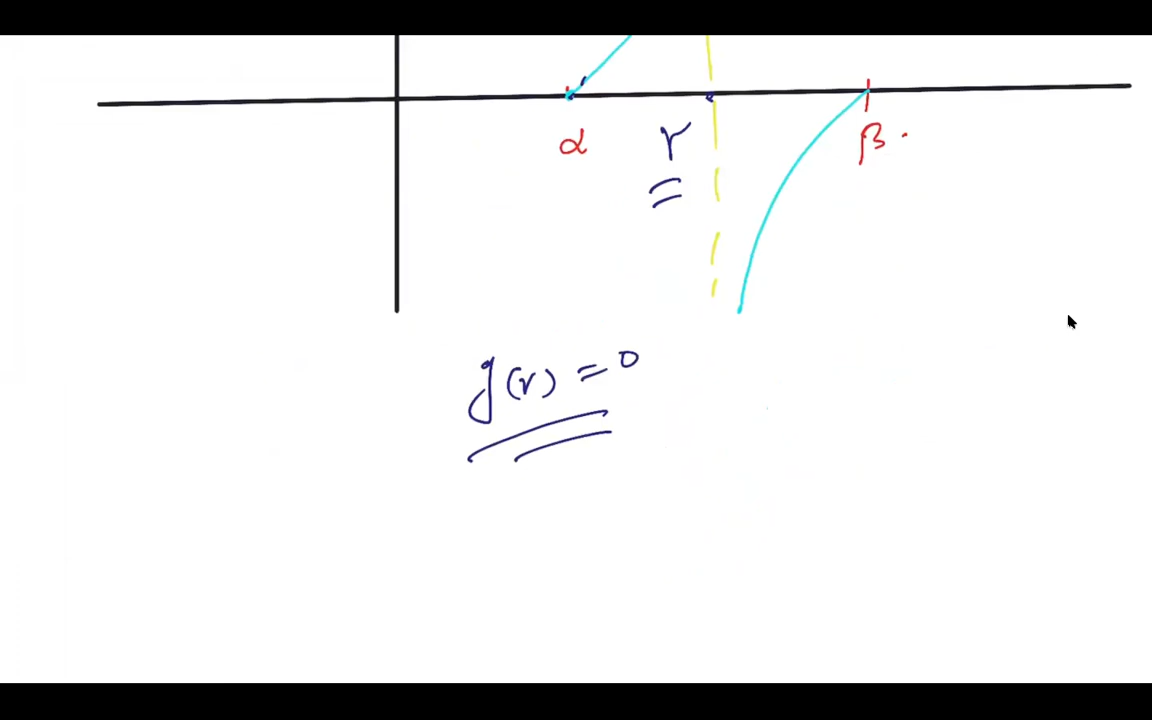 α r β.
g(r) = 0